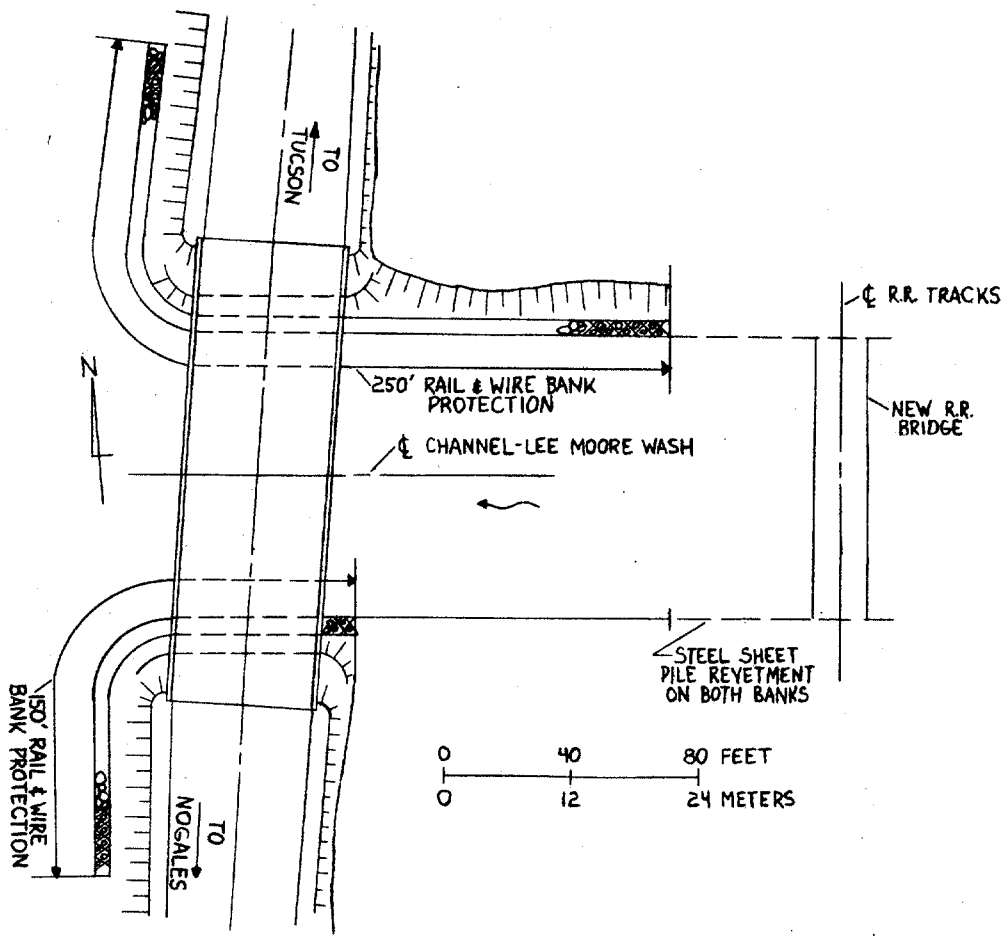 TO
TUCSON
℄ R.R. TRACKS
N
250' RAIL & WIRE BANK
PROTECTION
NEW R.R.
BRIDGE
℄ CHANNEL-LEE MOORE WASH
STEEL SHEET
PILE REVETMENT
ON BOTH BANKS
150' RAIL & WIRE
BANK PROTECTION
TO
NOGALES
0 40 80 FEET
0 12 24 METERS